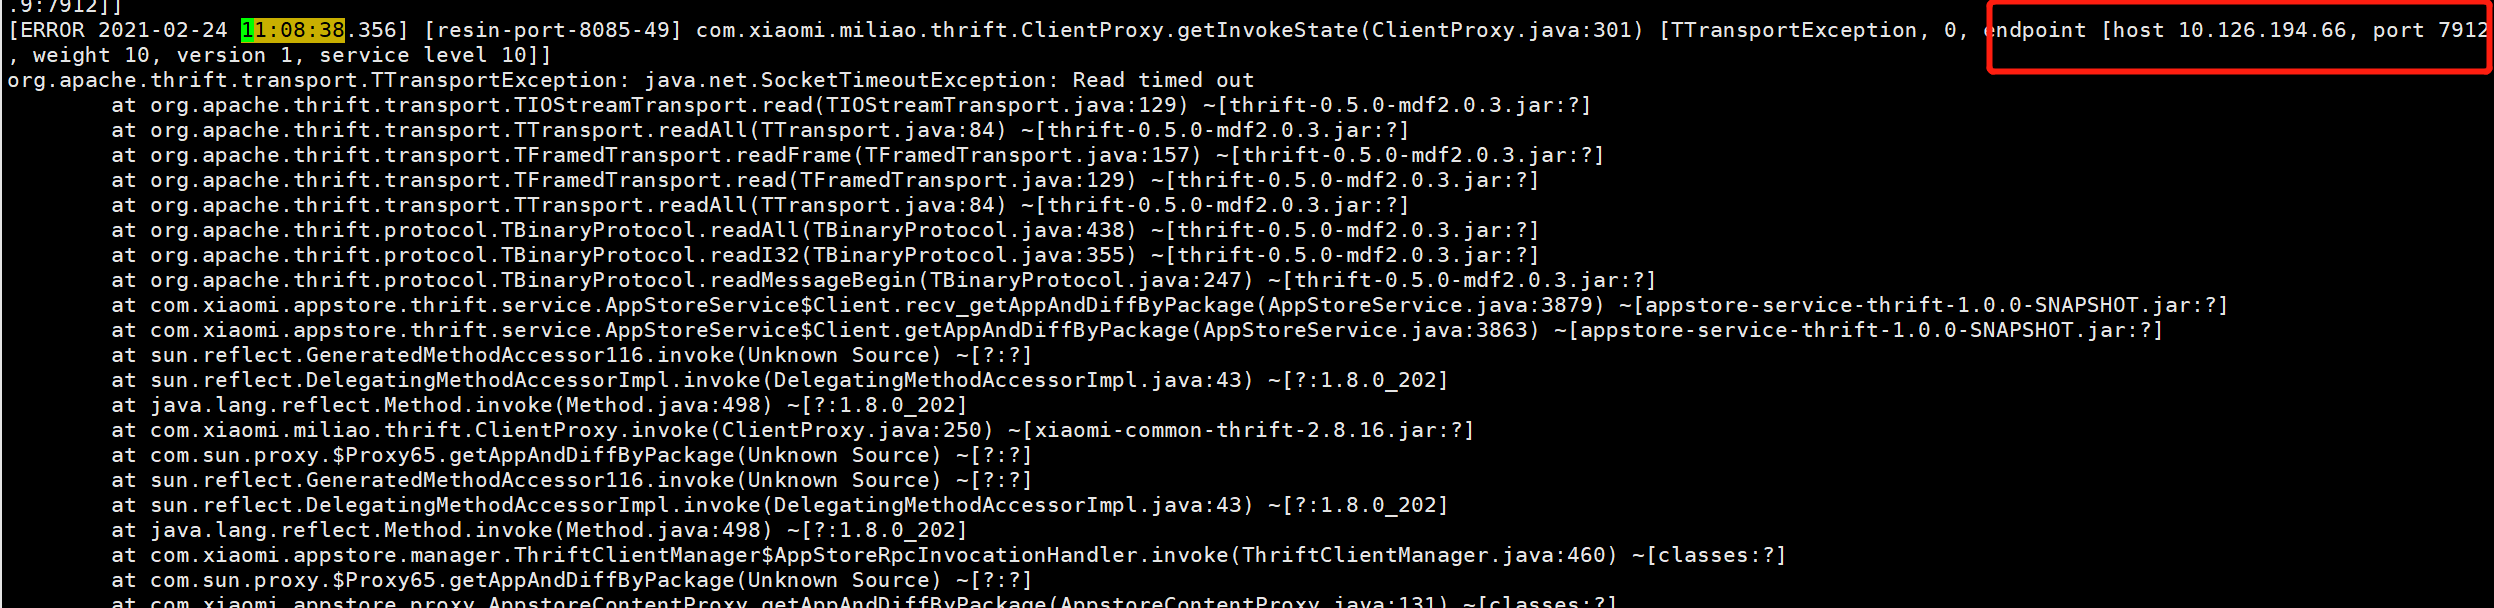 .9:7912]]
[ERROR 2021-02-24 11:08:38.356] [resin-port-8085-49] com.xiaomi.miliao.thrift.ClientProxy.getInvokeState(ClientProxy.java:301) [TTransportException, 0, endpoint [host 10.126.194.66, port 7912
, weight 10, version 1, service level 10]]
org.apache.thrift.transport.TTransportException: java.net.SocketTimeoutException: Read timed out
at org.apache.thrift.transport.TIOStreamTransport.read(TIOStreamTransport.java:129) ~[thrift-0.5.0-mdf2.0.3.jar:?]
at org.apache.thrift.transport.TTransport.readAll(TTransport.java:84) ~[thrift-0.5.0-mdf2.0.3.jar:?]
at org.apache.thrift.transport.TFramedTransport.readFrame(TFramedTransport.java:157) ~[thrift-0.5.0-mdf2.0.3.jar:?]
at org.apache.thrift.transport.TFramedTransport.read(TFramedTransport.java:129) ~[thrift-0.5.0-mdf2.0.3.jar:?]
at org.apache.thrift.transport.TTransport.readAll(TTransport.java:84) ~[thrift-0.5.0-mdf2.0.3.jar:?]
at org.apache.thrift.protocol.TBinaryProtocol.readAll(TBinaryProtocol.java:438) ~[thrift-0.5.0-mdf2.0.3.jar:?]
at org.apache.thrift.protocol.TBinaryProtocol.readI32(TBinaryProtocol.java:355) ~[thrift-0.5.0-mdf2.0.3.jar:?]
at org.apache.thrift.protocol.TBinaryProtocol.readMessageBegin(TBinaryProtocol.java:247) ~[thrift-0.5.0-mdf2.0.3.jar:?]
at com.xiaomi.appstore.thrift.service.AppStoreService$Client.recv_getAppAndDiffByPackage(AppStoreService.java:3879) ~[appstore-service-thrift-1.0.0-SNAPSHOT.jar:?]
at com.xiaomi.appstore.thrift.service.AppStoreService$Client.getAppAndDiffByPackage(AppStoreService.java:3863) ~[appstore-service-thrift-1.0.0-SNAPSHOT.jar:?]
at sun.reflect.GeneratedMethodAccessor116.invoke(Unknown Source) ~[?:?]
at sun.reflect.DelegatingMethodAccessorImpl.invoke(DelegatingMethodAccessorImpl.java:43) ~[?:1.8.0_202]
at java.lang.reflect.Method.invoke(Method.java:498) ~[?:1.8.0_202]
at com.xiaomi.miliao.thrift.ClientProxy.invoke(ClientProxy.java:250) ~[xiaomi-common-thrift-2.8.16.jar:?]
at com.sun.proxy.$Proxy65.getAppAndDiffByPackage(Unknown Source) ~[?:?]
at sun.reflect.GeneratedMethodAccessor116.invoke(Unknown Source) ~[?:?]
at sun.reflect.DelegatingMethodAccessorImpl.invoke(DelegatingMethodAccessorImpl.java:43) ~[?:1.8.0_202]
at java.lang.reflect.Method.invoke(Method.java:498) ~[?:1.8.0_202]
at com.xiaomi.appstore.manager.ThriftClientManager$AppStoreRpcInvocationHandler.invoke(ThriftClientManager.java:460) ~[classes:?]
at com.sun.proxy.$Proxy65.getAppAndDiffByPackage(Unknown Source) ~[?:?]
at com.xiaomi.appstore.proxy.AppstoreContentProxy.getAppAndDiffByPackage(AppstoreContentProxy.java:131) ~[classes:?]